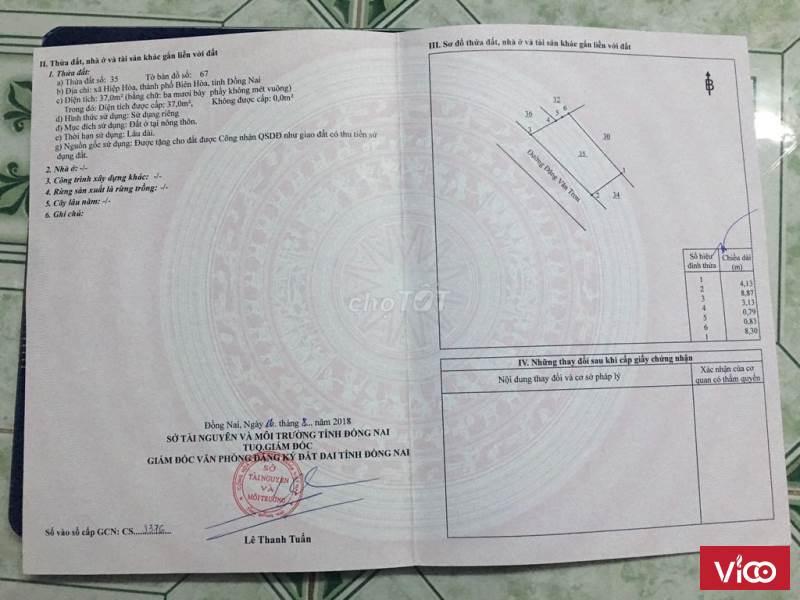 II. Thửa đất, nhà ở và tài sản khác gắn liền với đất
1. Thửa đất:
a) Thửa đất số: 35 Tờ bản đồ số: 67
b) Địa chỉ: xã Hiệp Hòa, thành phố Biên Hòa, tỉnh Đồng Nai
c) Diện tích: 37,0m² (bằng chữ: ba mươi bảy phẩy không mét vuông)
Trong đó: Diện tích được cấp: 37,0m², Không được cấp: 0,0m²
d) Hình thức sử dụng: Sử dụng riêng
đ) Mục đích sử dụng: Đất ở tại nông thôn.
e) Thời hạn sử dụng: Lâu dài.
g) Nguồn gốc sử dụng: Được tặng cho đất được Công nhận QSDĐ như giao đất có thu tiền sử
dụng đất.
2. Nhà ở: -/-
3. Công trình xây dựng khác: -/-
4. Rừng sản xuất là rừng trồng: -/-
5. Cây lâu năm: -/-
6. Ghi chú:
Đồng Nai, Ngày 16 tháng 8 năm 2018
SỞ TÀI NGUYÊN VÀ MÔI TRƯỜNG TỈNH ĐỒNG NAI
TUQ.GIÁM ĐỐC
GIÁM ĐỐC VĂN PHÒNG ĐĂNG KÝ ĐẤT ĐAI TỈNH ĐỒNG NAI
SỞ
TÀI NGUYÊN
VÀ
MÔI TRƯỜNG
Số vào sổ cấp GCN: CS....3376
Lê Thanh Tuấn
III. Sơ đồ thửa đất, nhà ở và tài sản khác gắn liền với đất
B
12
36
6
5
4
3
30
35
Đường Đặng Văn Trơn
1
2
34
Số hiệu đỉnh thửa Chiều dài (m)
1
4,13
2
8,87
3
3,13
4
0,79
5
0,83
6
8,30
1
IV. Những thay đổi sau khi cấp giấy chứng nhận
Nội dung thay đổi và cơ sở pháp lý
Xác nhận của cơ
quan có thẩm quyền
chợTỐT
Vico